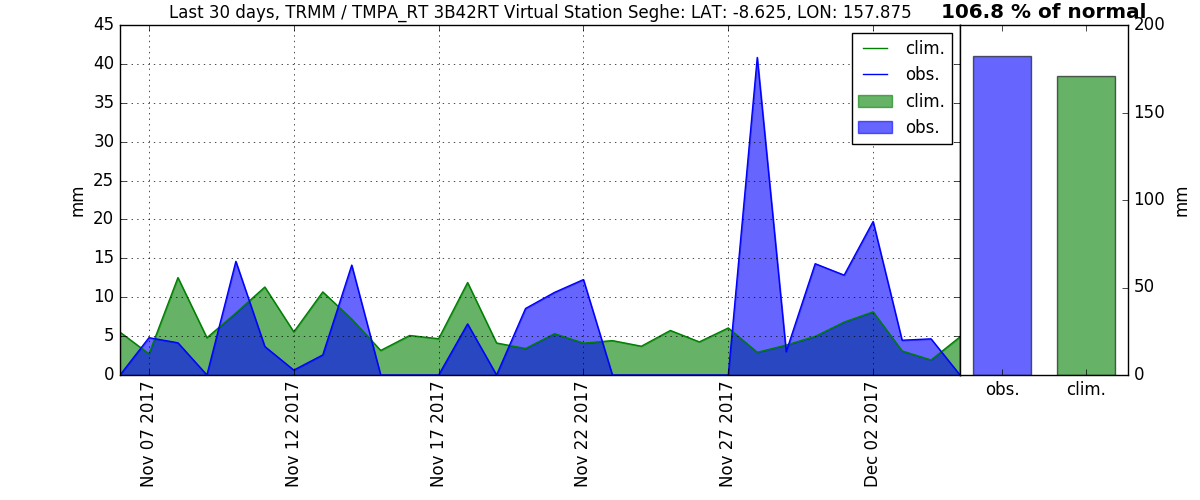 Last 30 days, TRMM / TMPA_RT 3B42RT Virtual Station Seghe: LAT: -8.625, LON: 157.875
106.8 % of normal
45
40
35
30
25
20
15
10
5
0
mm
clim.
obs.
clim.
obs.
Nov 07 2017
Nov 12 2017
Nov 17 2017
Nov 22 2017
Nov 27 2017
Dec 02 2017
200
150
100
50
0
mm
obs.
clim.